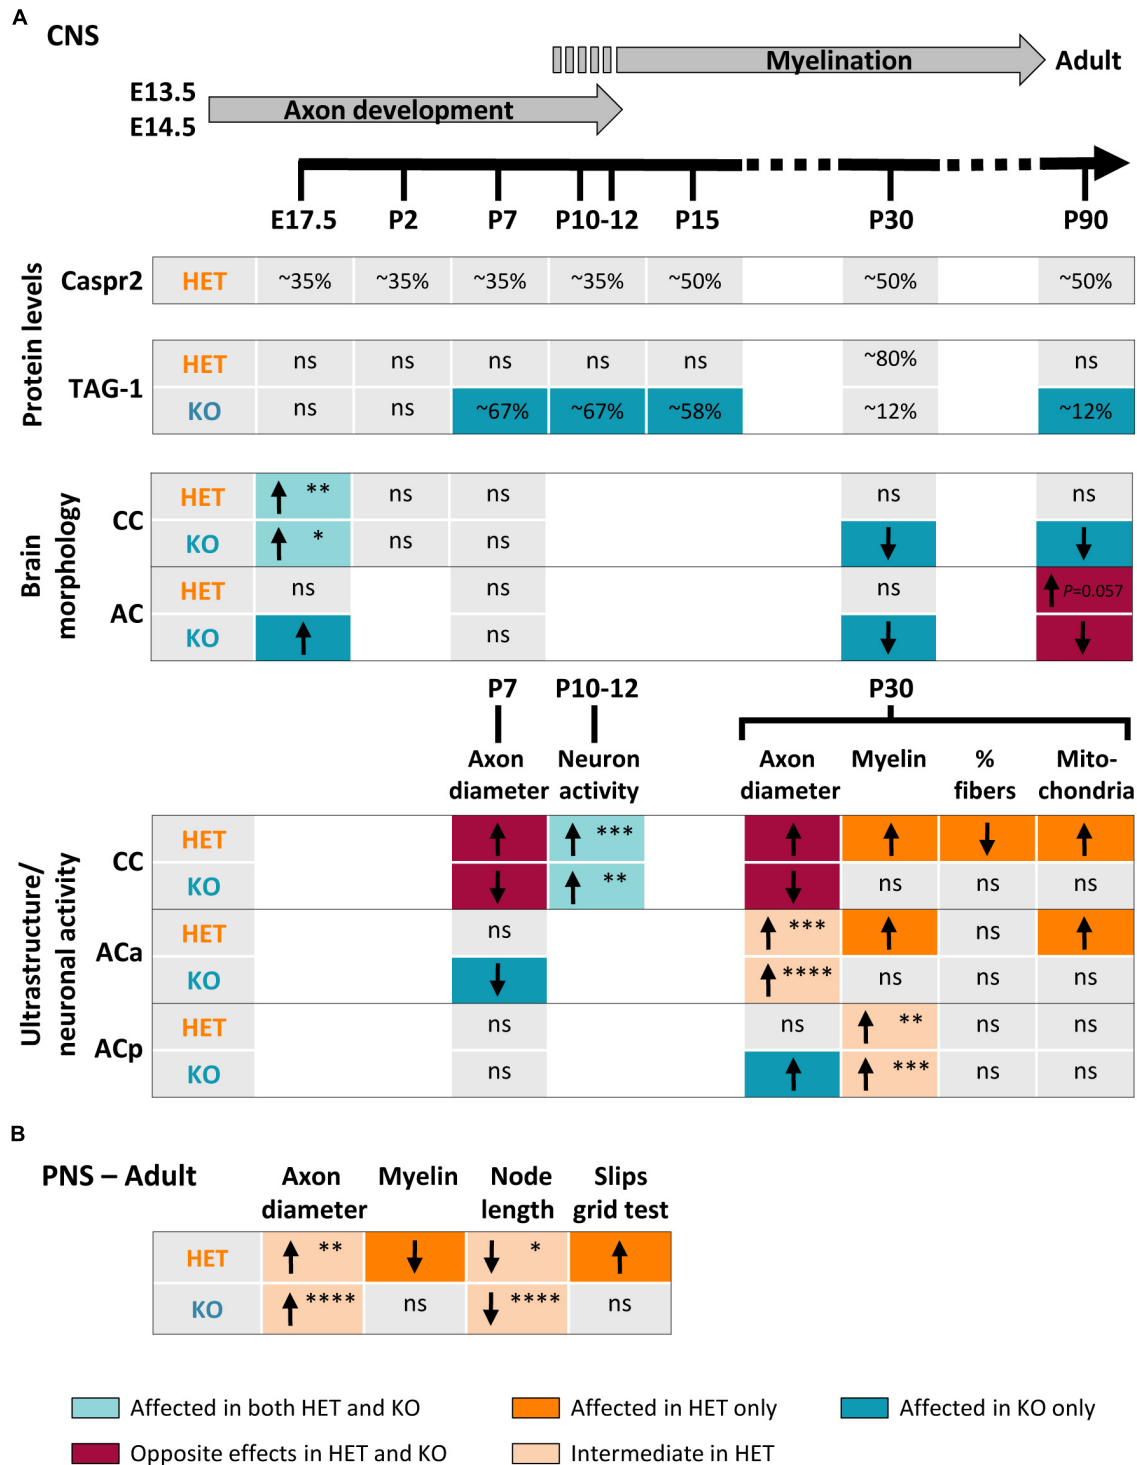 A
CNS
Myelination
Adult
E13.5
E14.5
Axon development
E17.5 P2 P7 P10-12 P15 P30 P90
Protein levels
Caspr2 HET ~35% ~35% ~35% ~35% ~50% ~50% ~50%
TAG-1
HET ns ns ns ns ns ~80% ns
KO ns ns ~67% ~67% ~58% ~12% ~12%
Brain
morphology
CC
HET ** ns ns ns ns
KO * ns ns
AC
HET ns ns ns P=0.057
KO ns
P7 P10-12 P30
Axon Neuron Axon Myelin % Mito-
diameter activity diameter fibers chondria
Ultrastructure/
neuronal activity
CC
HET ***
KO ** ns ns ns
ACa
HET ns *** ns
KO **** ns ns ns
ACp
HET ns ns ** ns ns
KO ns *** ns ns
B
PNS – Adult
Axon Myelin Node Slips
diameter length grid test
HET ** *
KO **** ns **** ns
Affected in both HET and KO
Affected in HET only
Affected in KO only
Opposite effects in HET and KO
Intermediate in HET